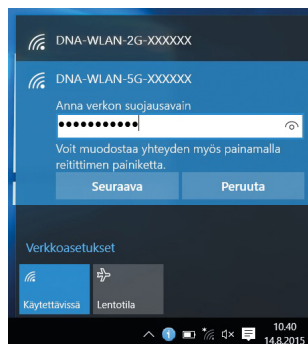 DNA-WLAN-2G-XXXXXX
DNA-WLAN-5G-XXXXXX
Anna verkon suojausavain
●●●●●●●●●●●
Voit muodostaa yhteyden myös painamalla
reitittimen painiketta.
Seuraava
Peruuta
Verkkoasetukset
Käytettävissä
Lentotila
10.40
14.8.2015